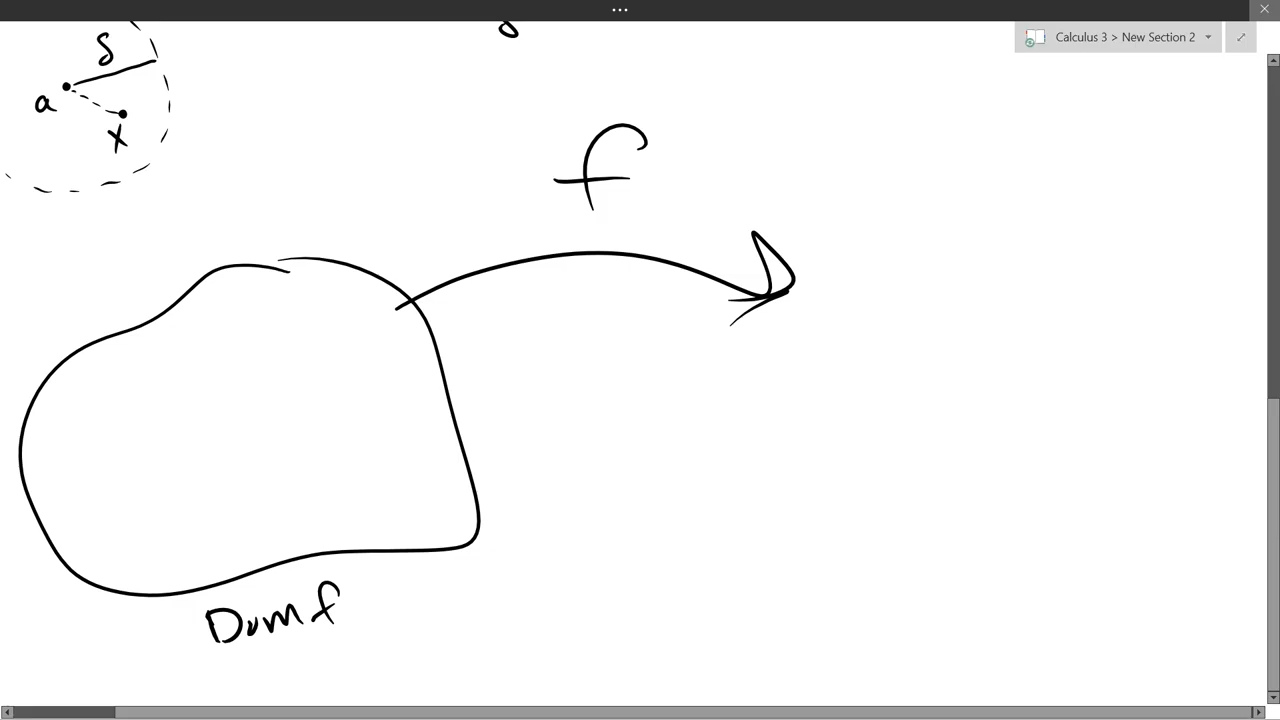 Calculus 3 > New Section 2
δ
a
x
f
Dom f